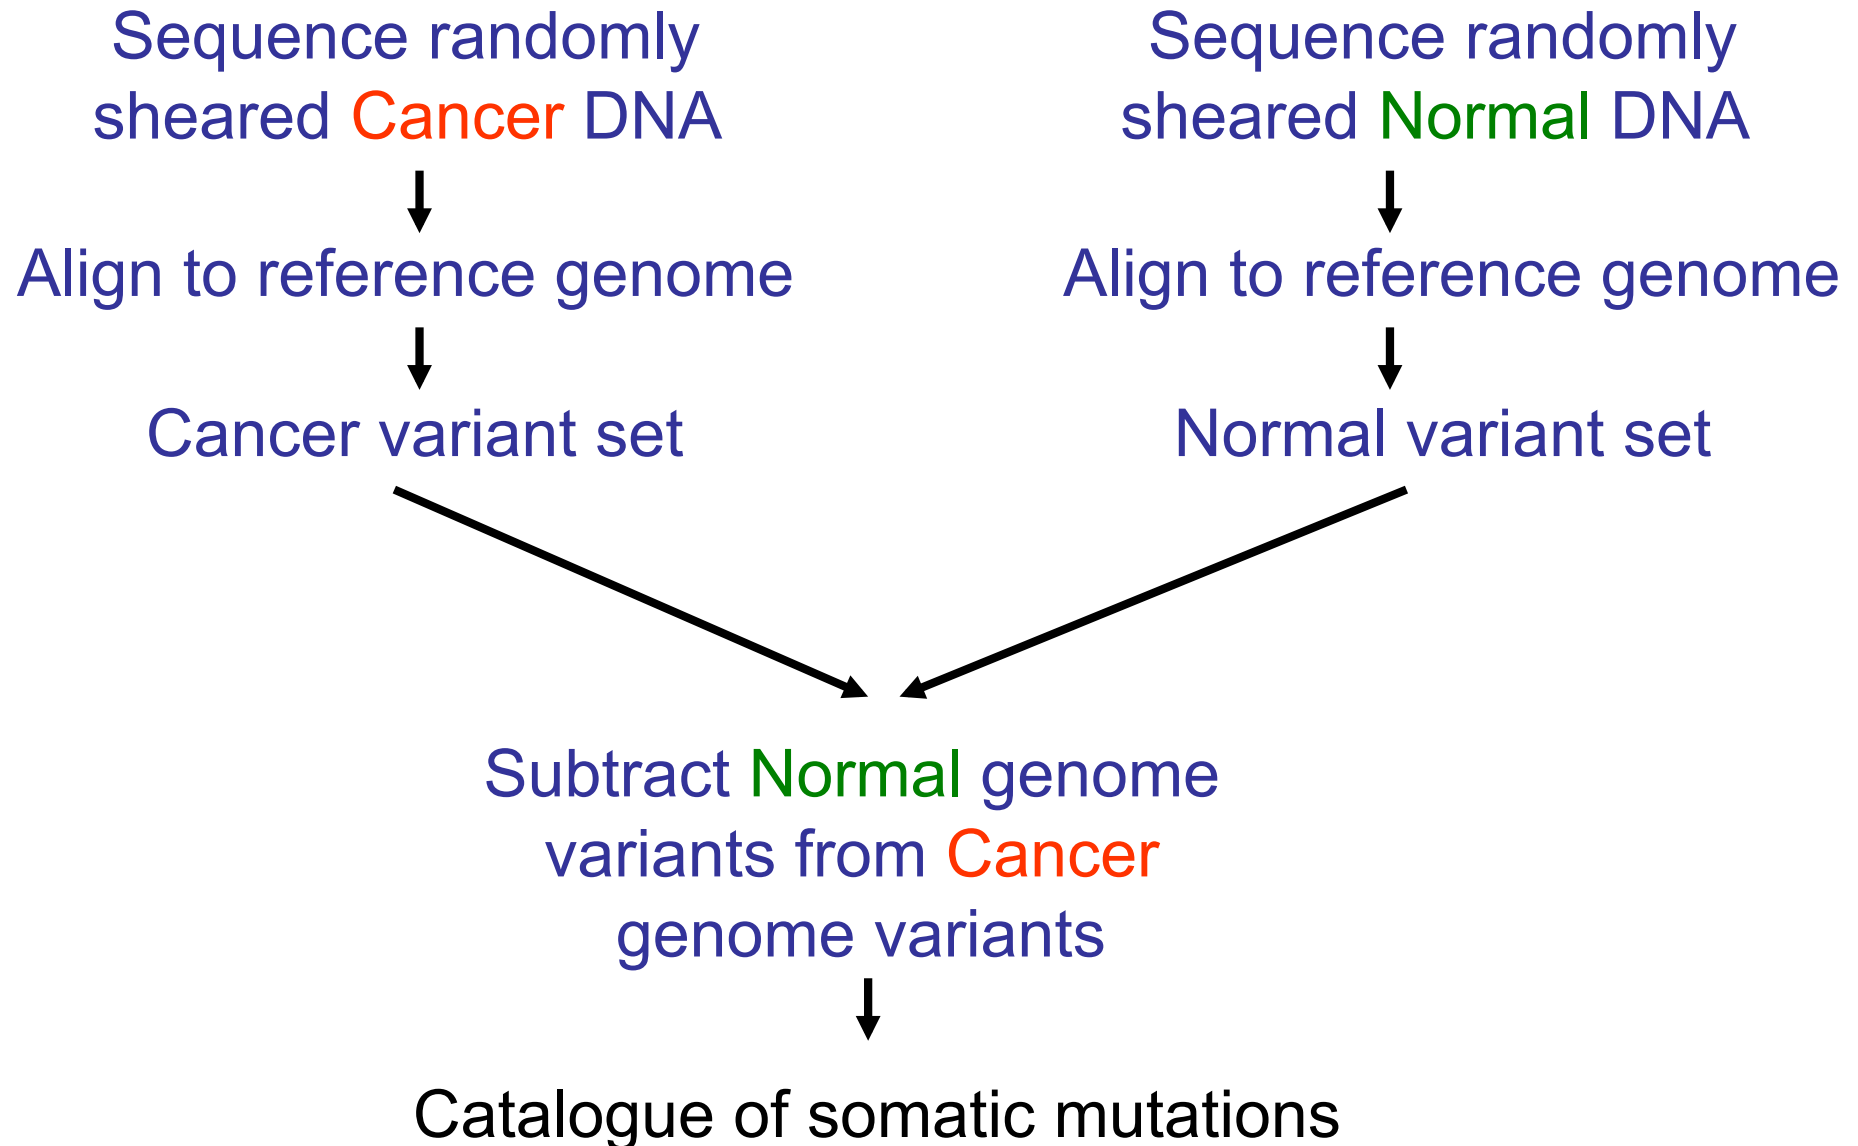 Sequence randomly
sheared Cancer DNA
Align to reference genome
Cancer variant set
Sequence randomly
sheared Normal DNA
Align to reference genome
Normal variant set
Subtract Normal genome
variants from Cancer
genome variants
Catalogue of somatic mutations